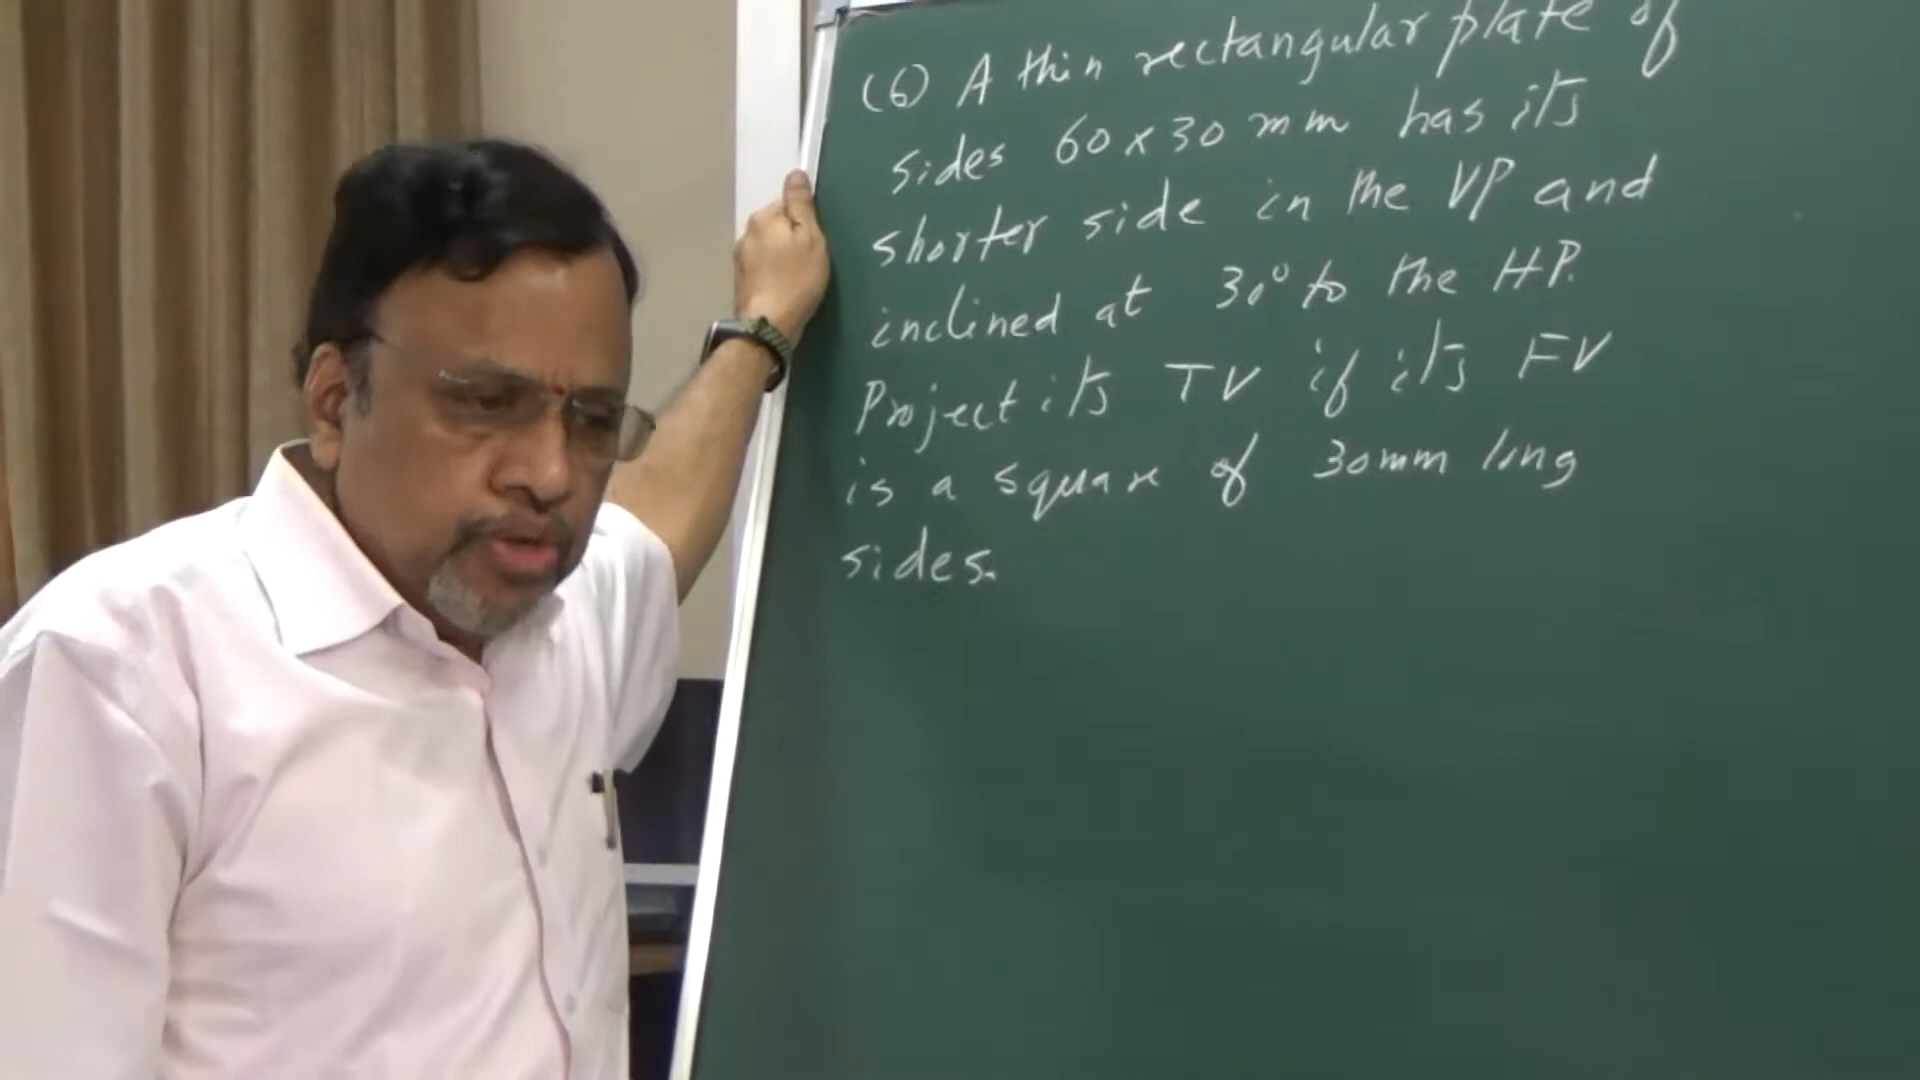 (6) A thin rectangular plate of
sides 60x30 mm has its
shorter side in the VP and
inclined at 30° to the HP.
Project its TV if its FV
is a square of 30mm long
sides.